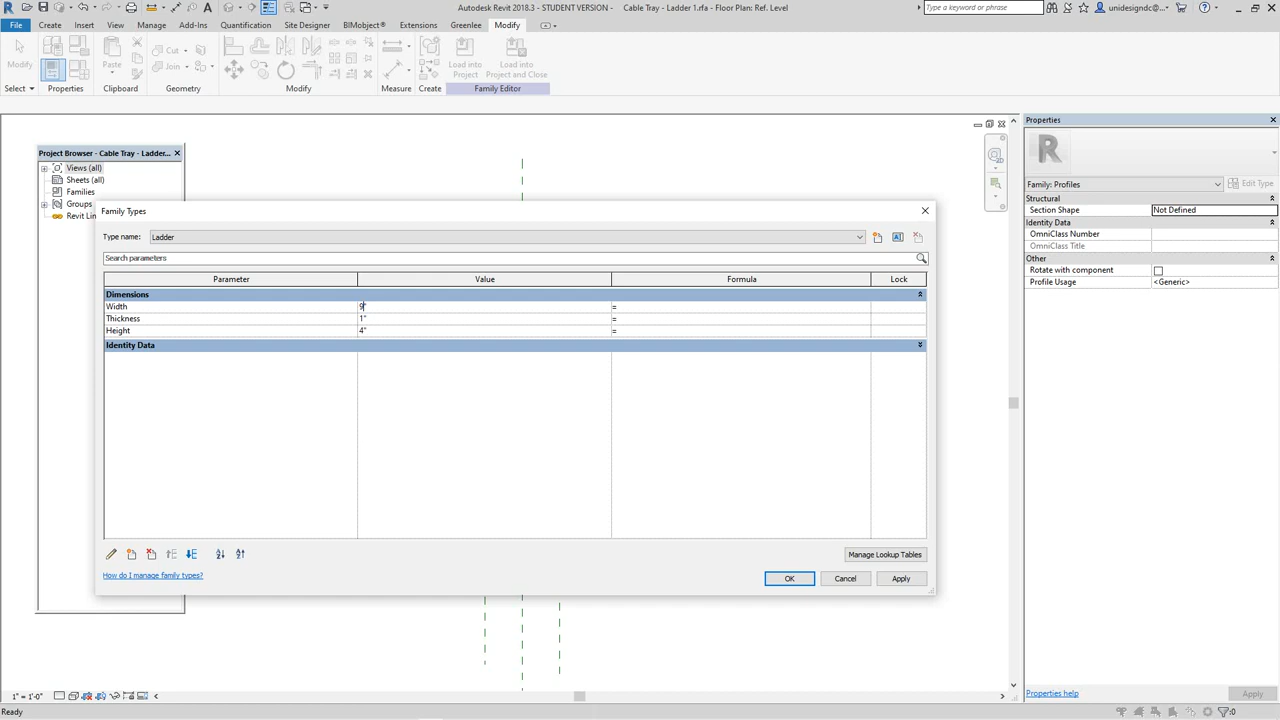 Autodesk Revit 2018.3 - STUDENT VERSION - Cable Tray - Ladder 1.rfa - Floor Plan: Ref. Level
Type a keyword or phrase
unidesigndc
File Insert View Manage Add-Ins Quantification Site Designer BIMobject® Extensions Greenlee Modify
Modify
Paste
Cut
Join
Load into
Project
Load into
Project and Close
Select Properties Clipboard Geometry Modify Measure Create Family Editor
Project Browser - Cable Tray - Ladder...
Views (all)
Sheets (all)
Families
Groups
Revit Lin
Family Types
Type name: Ladder
Search parameters
Parameter Value Formula Lock
Dimensions
Width 9" =
Thickness 1" =
Height 4" =
Identity Data
Manage Lookup Tables
How do I manage family types?
OK Cancel Apply
Properties
R
Family: Profiles Edit Type
Structural
Section Shape Not Defined
Identity Data
OmniClass Number
OmniClass Title
Other
Rotate with component
Profile Usage <Generic>
Properties help Apply
1" = 1'-0"
Ready
:0